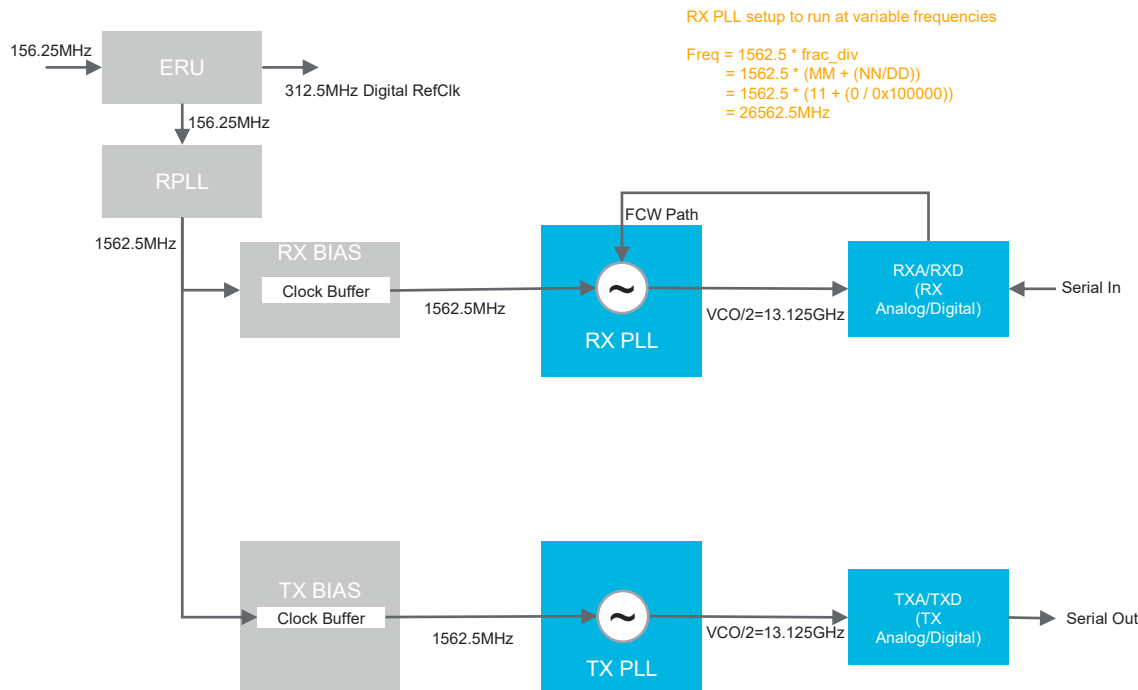 RX PLL setup to run at variable frequencies
Freq = 1562.5 * frac_div
= 1562.5 * (MM + (NN/DD))
= 1562.5 * (11 + (0 / 0x100000))
= 26562.5MHz
156.25MHz
ERU
312.5MHz Digital RefClk
156.25MHz
RPLL
1562.5MHz
FCW Path
RX BIAS
Clock Buffer
1562.5MHz
~
RX PLL
VCO/2=13.125GHz
RXA/RXD
(RX
Analog/Digital)
Serial In
TX BIAS
Clock Buffer
1562.5MHz
~
TX PLL
VCO/2=13.125GHz
TXA/TXD
(TX
Analog/Digital)
Serial Out